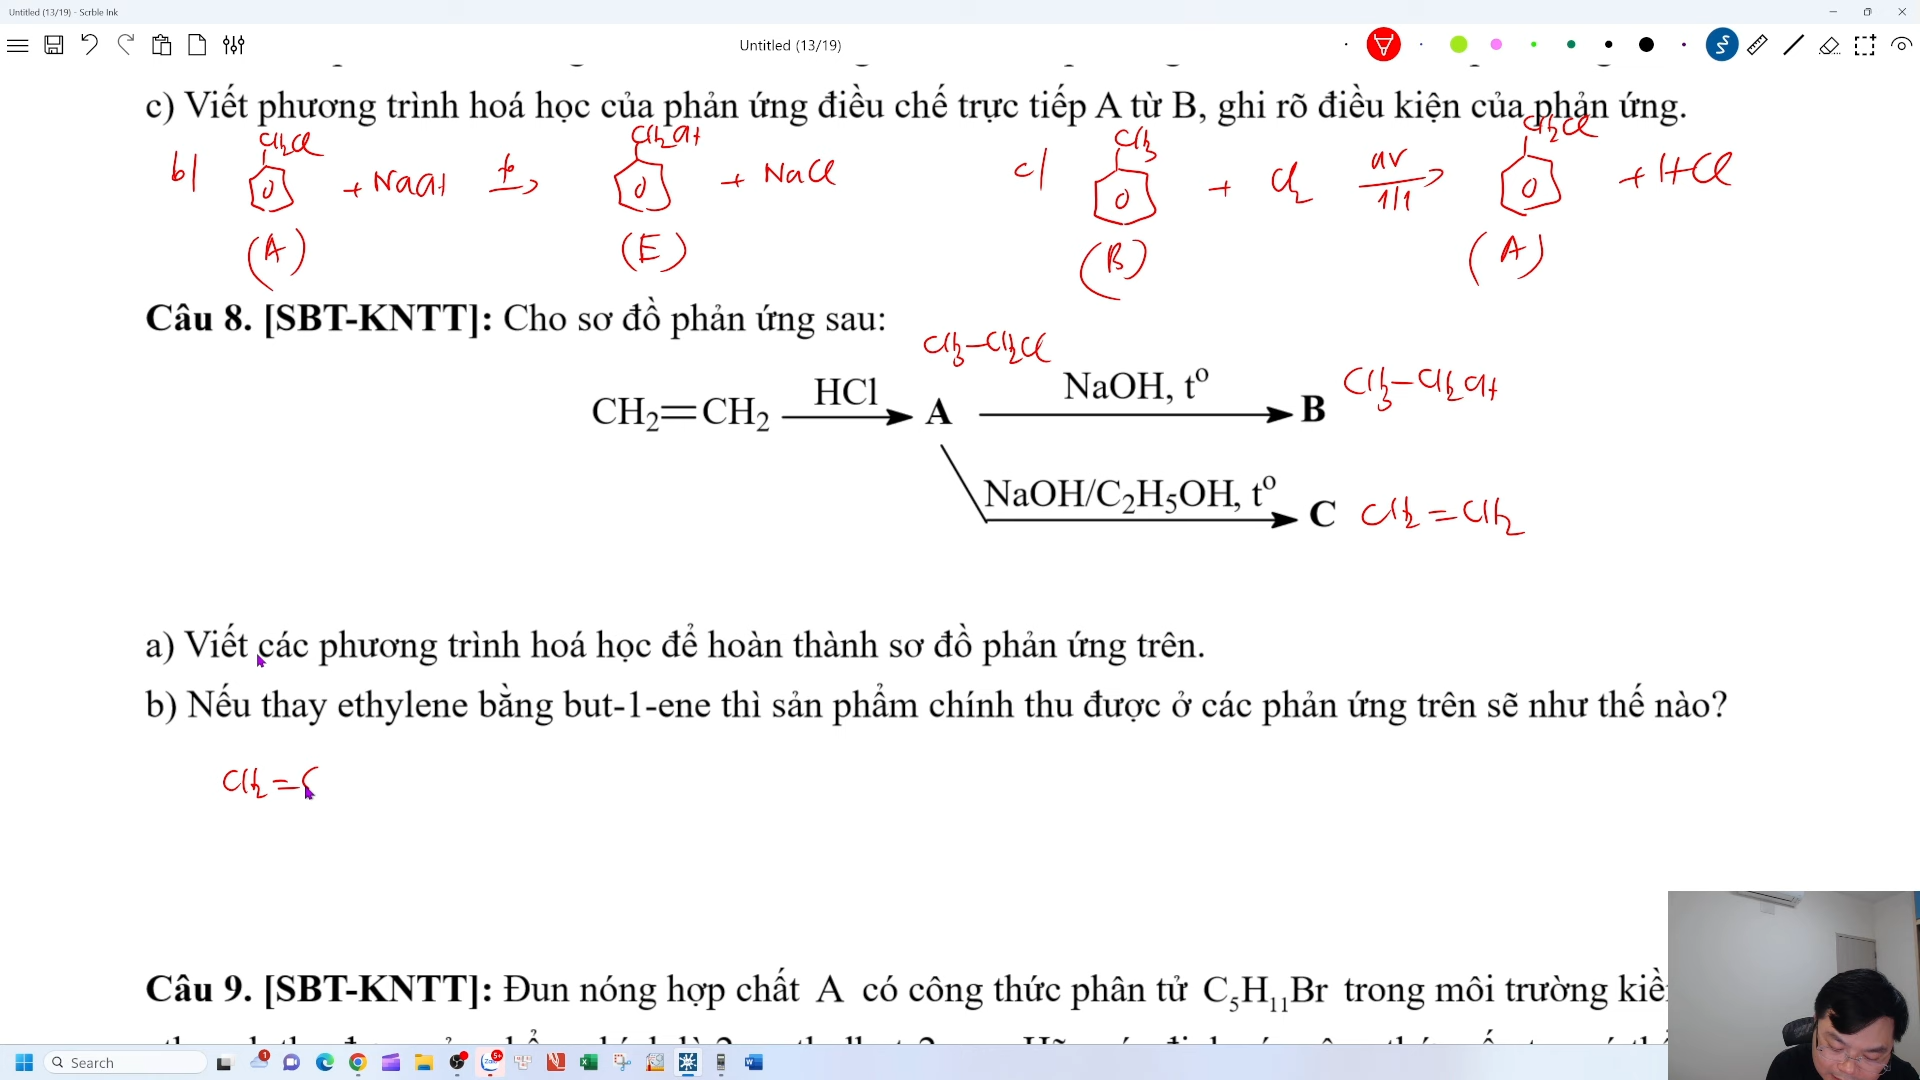 Untitled (13/19) - Scrble Ink
Untitled (13/19)
c) Viết phương trình hoá học của phản ứng điều chế trực tiếp A từ B, ghi rõ điều kiện của phản ứng.
CH2Cl CH2OH CH3 CH2Cl
b) + NaOH t° + NaCl c) + Cl2 as 1/1 + HCl
(A) (E) (B) (A)
Câu 8. [SBT-KNTT]: Cho sơ đồ phản ứng sau:
CH3-CH2Cl
CH2=CH2 HCl A NaOH, t° B CH3-CH2OH
NaOH/C2H5OH, t° C CH2=CH2
a) Viết các phương trình hoá học để hoàn thành sơ đồ phản ứng trên.
b) Nếu thay ethylene bằng but-1-ene thì sản phẩm chính thu được ở các phản ứng trên sẽ như thế nào?
CH2=C
Câu 9. [SBT-KNTT]: Đun nóng hợp chất A có công thức phân tử C5H11Br trong môi trường kiề
Search